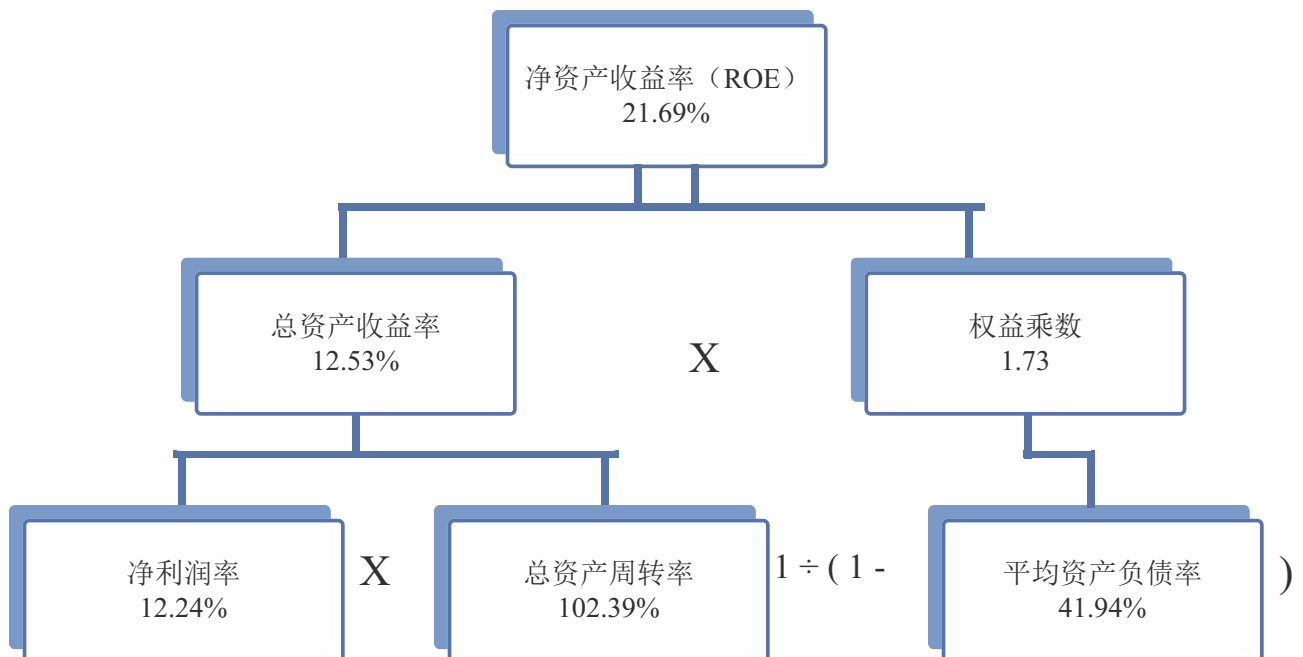 净资产收益率（ROE）
21.69%
总资产收益率
12.53%
X
权益乘数
1.73
净利润率
12.24%
X
总资产周转率
102.39%
1 ÷ ( 1 -
平均资产负债率
41.94%
)